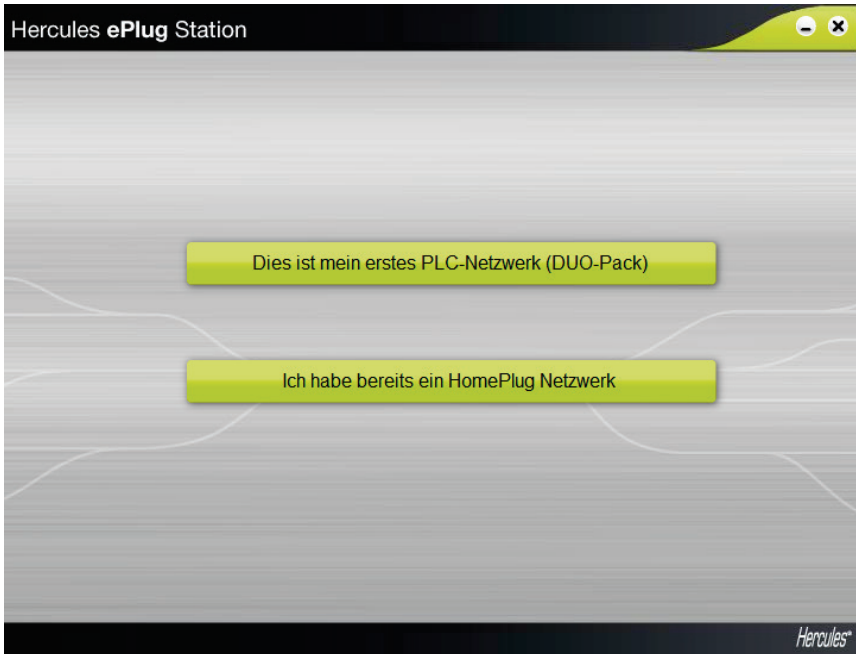 Hercules ePlug Station
Dies ist mein erstes PLC-Netzwerk (DUO-Pack)
Ich habe bereits ein HomePlug Netzwerk
Hercules®